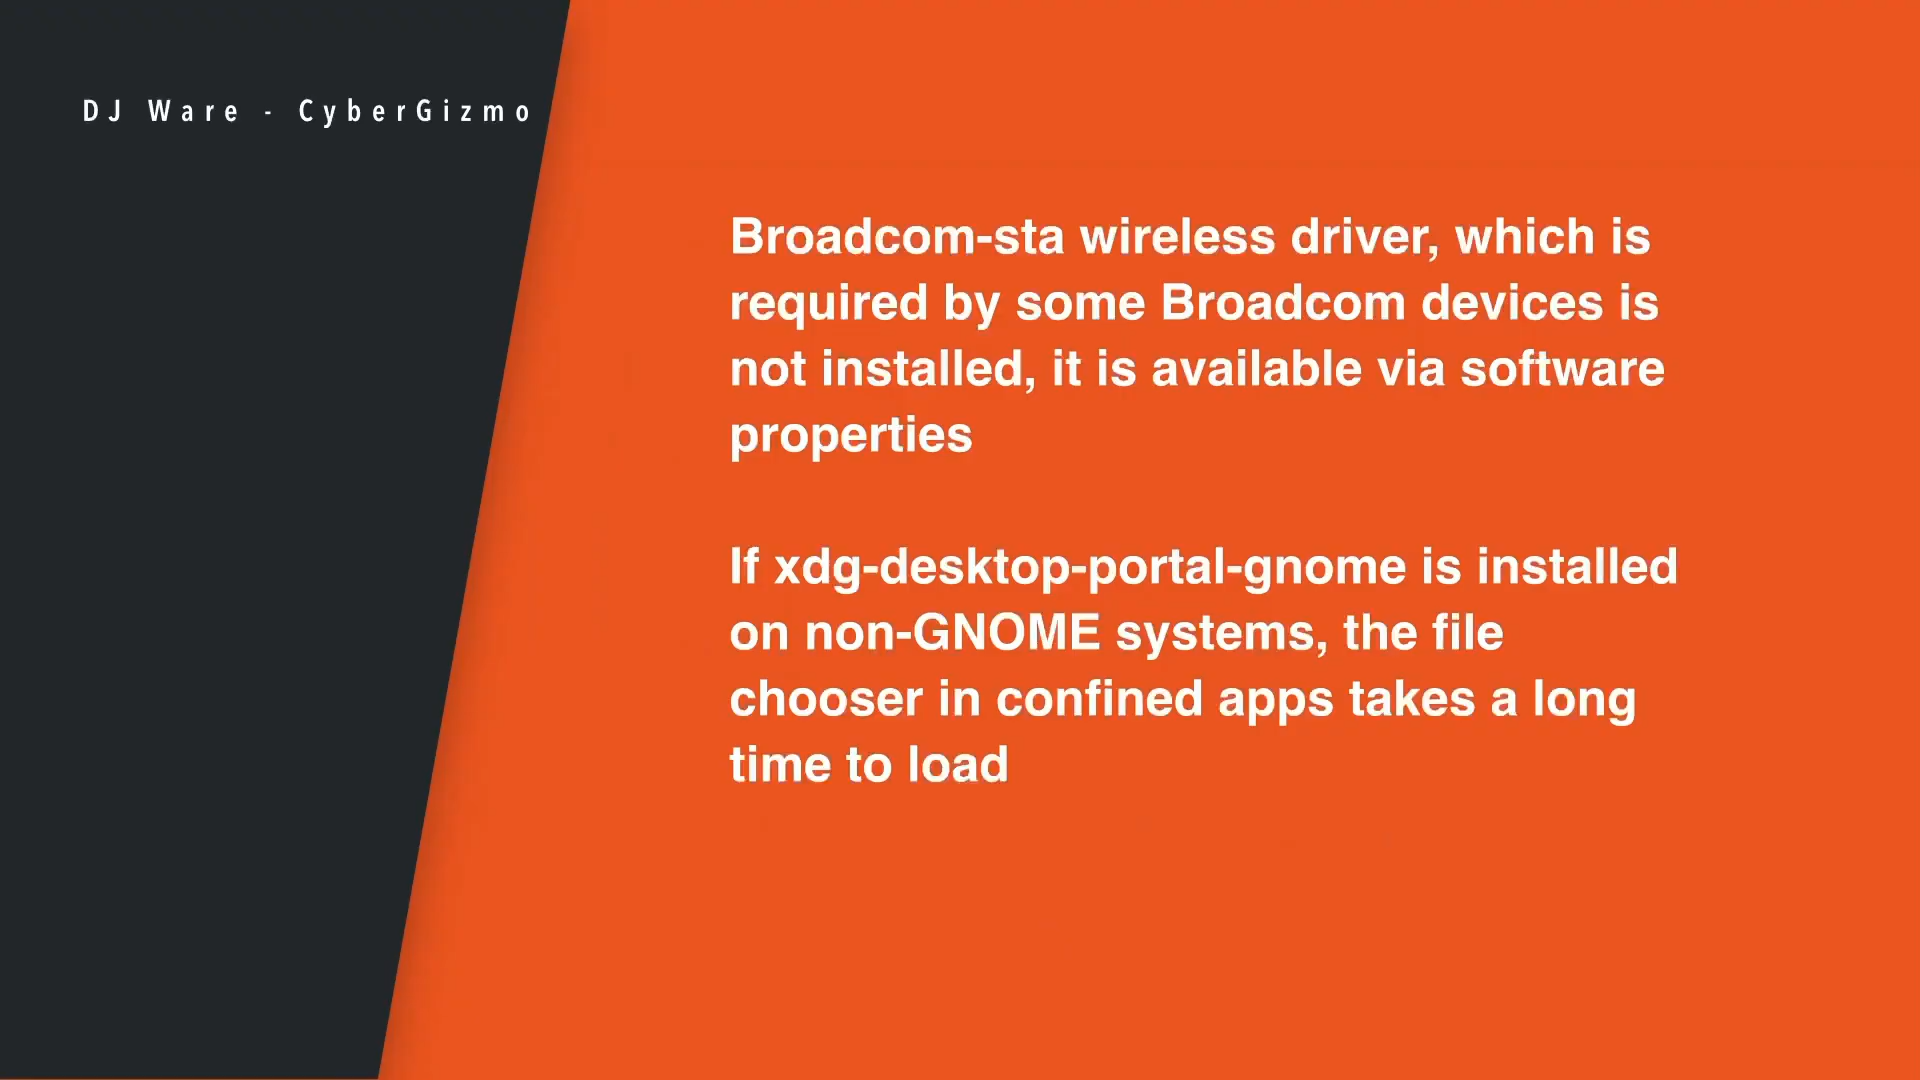 DJ Ware - CyberGizmo
Broadcom-sta wireless driver, which is
required by some Broadcom devices is
not installed, it is available via software
properties
If xdg-desktop-portal-gnome is installed
on non-GNOME systems, the file
chooser in confined apps takes a long
time to load